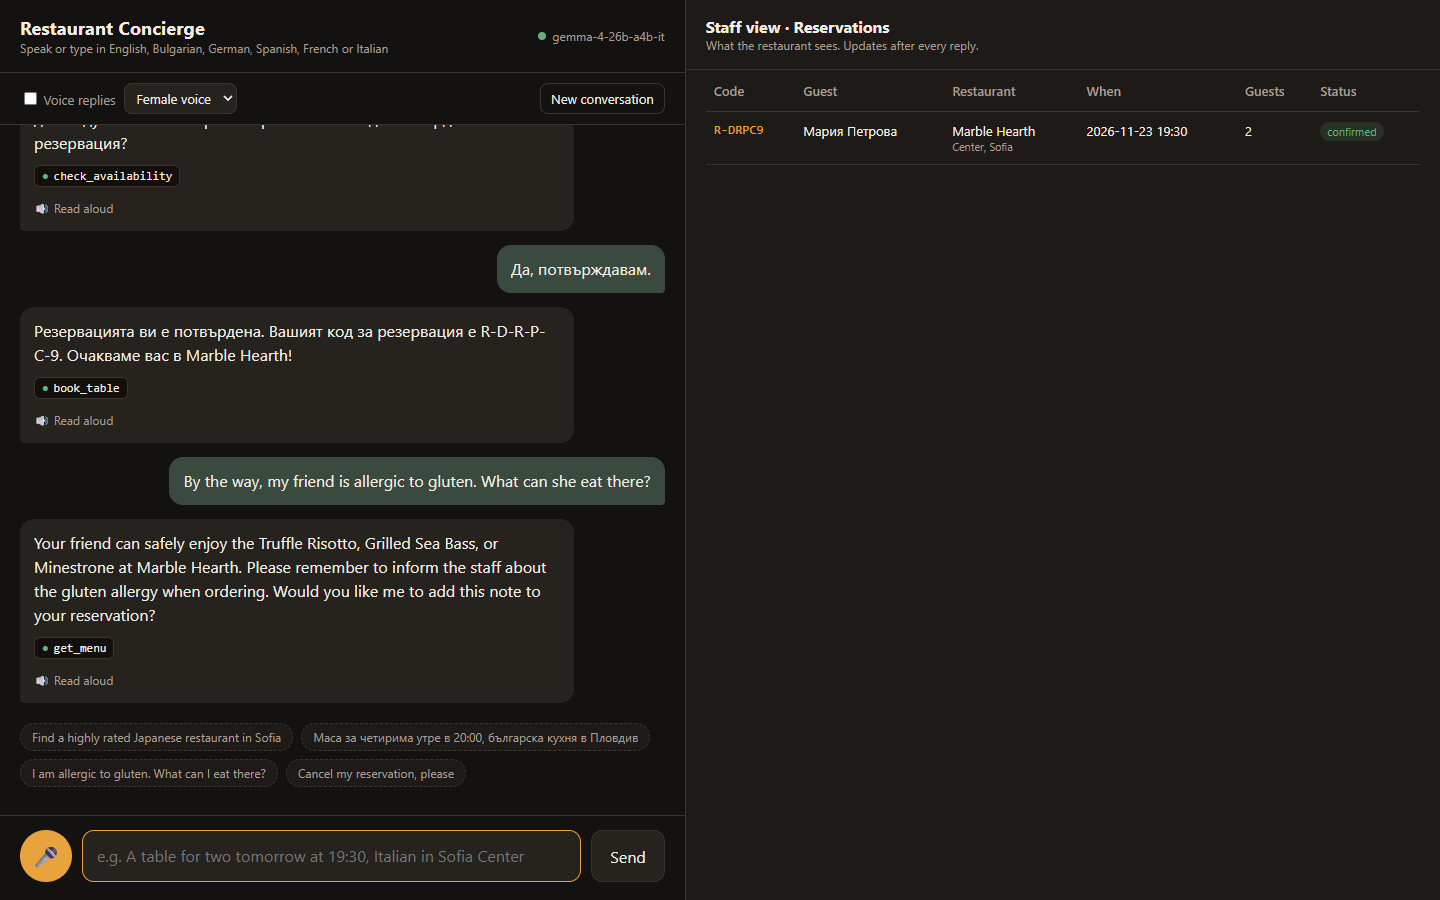 Restaurant Concierge
Speak or type in English, Bulgarian, German, Spanish, French or Italian
gemma-4-26b-a4b-it
Voice replies
Female voice
New conversation
резервация?
check_availability
Read aloud
Да, потвърждавам.
Резервацията ви е потвърдена. Вашият код за резервация е R-D-R-P-
C-9. Очакваме вас в Marble Hearth!
book_table
Read aloud
By the way, my friend is allergic to gluten. What can she eat there?
Your friend can safely enjoy the Truffle Risotto, Grilled Sea Bass, or
Minestrone at Marble Hearth. Please remember to inform the staff about
the gluten allergy when ordering. Would you like me to add this note to
your reservation?
get_menu
Read aloud
Find a highly rated Japanese restaurant in Sofia
Маса за четирима утре в 20:00, българска кухня в Пловдив
I am allergic to gluten. What can I eat there?
Cancel my reservation, please
e.g. A table for two tomorrow at 19:30, Italian in Sofia Center
Send
Staff view · Reservations
What the restaurant sees. Updates after every reply.
Code Guest Restaurant When Guests Status
R-DRPC9 Мария Петрова Marble Hearth 2026-11-23 19:30 2 confirmed
Center, Sofia